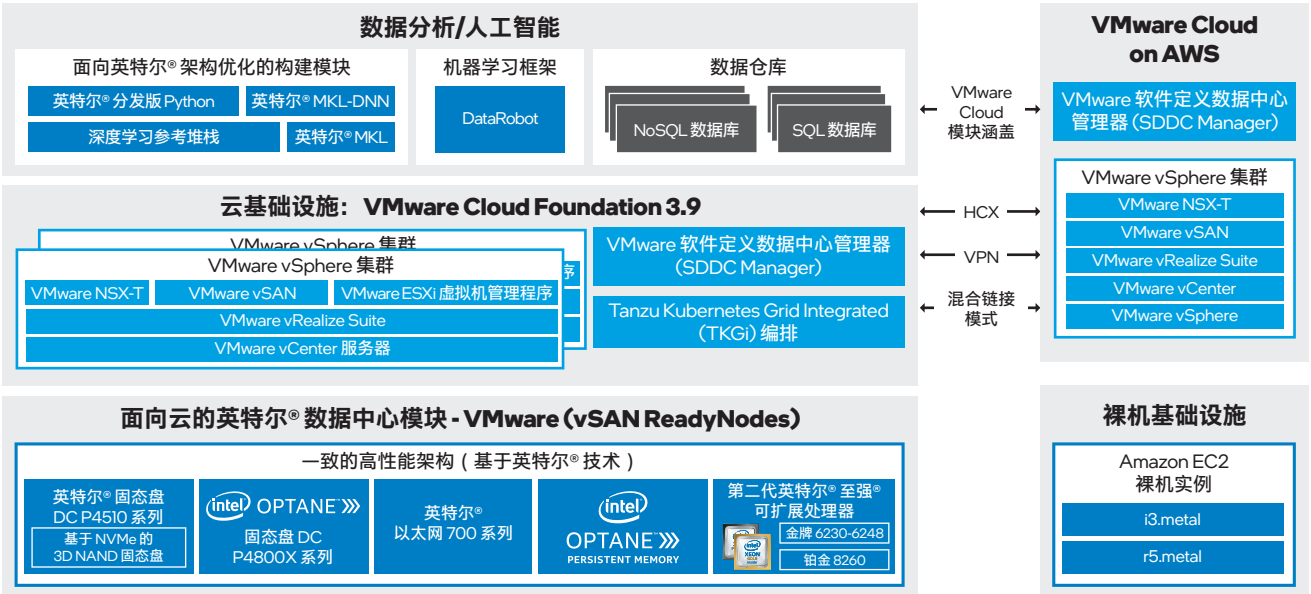 数据分析/人工智能
面向英特尔® 架构优化的构建模块
英特尔® 分发版 Python
英特尔® MKL-DNN
深度学习参考堆栈
英特尔® MKL
机器学习框架
DataRobot
数据仓库
NoSQL 数据库
SQL 数据库
云基础设施：VMware Cloud Foundation 3.9
VMware vSphere 集群
序
VMware vSphere 集群
VMware NSX-T
VMware vSAN
VMware ESXi 虚拟机管理程序
VMware vRealize Suite
VMware vCenter 服务器
VMware 软件定义数据中心管理器
(SDDC Manager)
Tanzu Kubernetes Grid Integrated
(TKGi) 编排
面向云的英特尔® 数据中心模块 - VMware (vSAN ReadyNodes)
一致的高性能架构（基于英特尔® 技术）
英特尔® 固态盘
DC P4510 系列
基于 NVMe 的
3D NAND 固态盘
intel OPTANE
固态盘 DC
P4800X 系列
英特尔®
以太网 700 系列
intel
OPTANE
PERSISTENT MEMORY
第二代英特尔® 至强®
可扩展处理器
intel
XEON
金牌 6230-6248
铂金 8260
VMware
Cloud
模块涵盖
HCX
VPN
混合链接
模式
VMware Cloud
on AWS
VMware 软件定义数据中心
管理器 (SDDC Manager)
VMware vSphere 集群
VMware NSX-T
VMware vSAN
VMware vRealize Suite
VMware vCenter
VMware vSphere
裸机基础设施
Amazon EC2
裸机实例
i3.metal
r5.metal